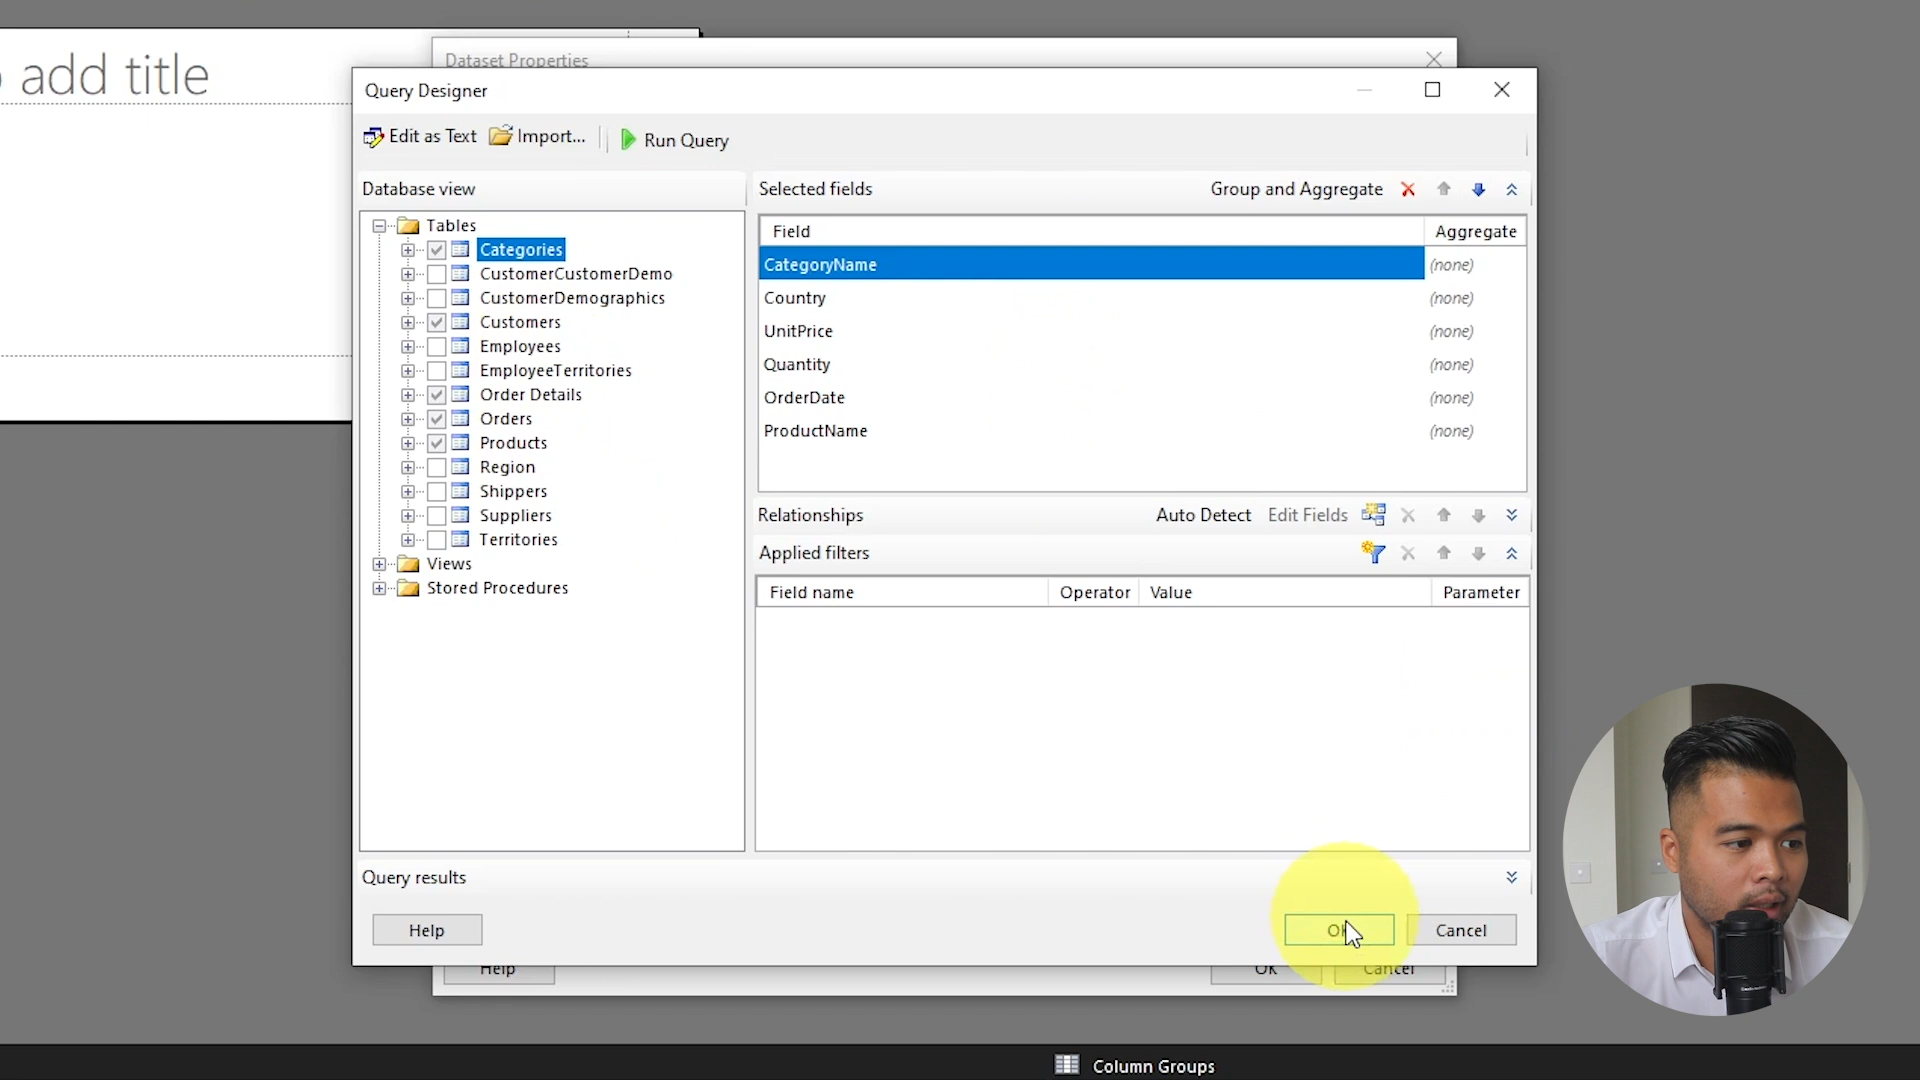 add title
Dataset Properties
Query Designer
Edit as Text Import... Run Query
Database view
Tables
Categories
CustomerCustomerDemo
CustomerDemographics
Customers
Employees
EmployeeTerritories
Order Details
Orders
Products
Region
Shippers
Suppliers
Territories
Views
Stored Procedures
Selected fields Group and Aggregate
Field Aggregate
CategoryName (none)
Country (none)
UnitPrice (none)
Quantity (none)
OrderDate (none)
ProductName (none)
Relationships Auto Detect Edit Fields
Applied filters
Field name Operator Value Parameter
Query results
Help OK Cancel
Help OK Cancel
Column Groups